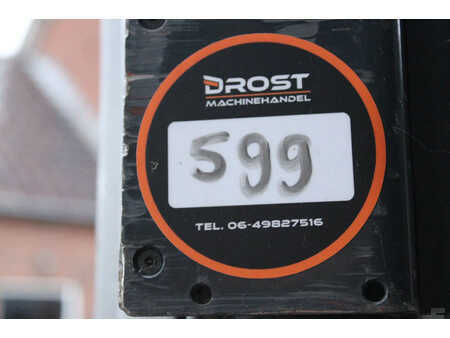 DROST
MACHINEHANDEL
599
TEL. 06-49827516